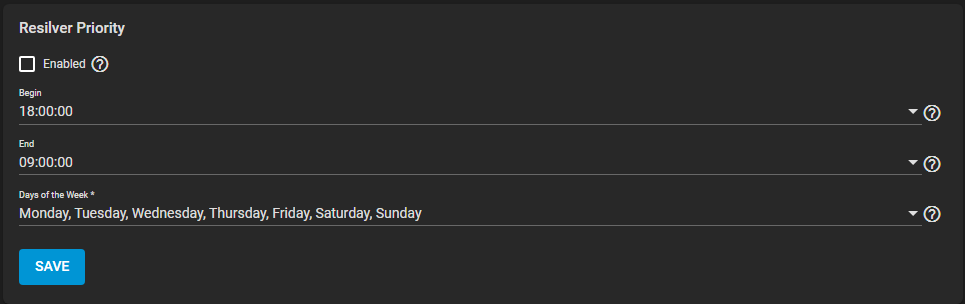 Resilver Priority
Enabled ?
Begin
18:00:00 ?
End
09:00:00 ?
Days of the Week *
Monday, Tuesday, Wednesday, Thursday, Friday, Saturday, Sunday ?
SAVE